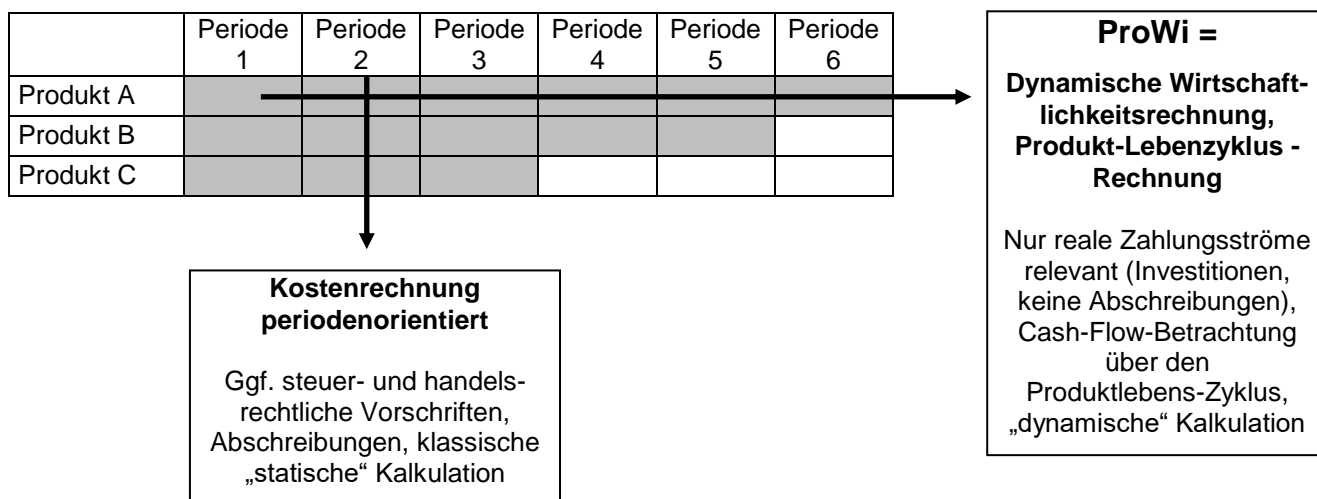 Periode 1 Periode 2 Periode 3 Periode 4 Periode 5 Periode 6
Produkt A
Produkt B
Produkt C
Kostenrechnung
periodenorientiert
Ggf. steuer- und handels-
rechtliche Vorschriften,
Abschreibungen, klassische
„statische“ Kalkulation
ProWi =
Dynamische Wirtschaft-
lichkeitsrechnung,
Produkt-Lebenzyklus -
Rechnung
Nur reale Zahlungsströme
relevant (Investitionen,
keine Abschreibungen),
Cash-Flow-Betrachtung
über den
Produktlebens-Zyklus,
„dynamische“ Kalkulation